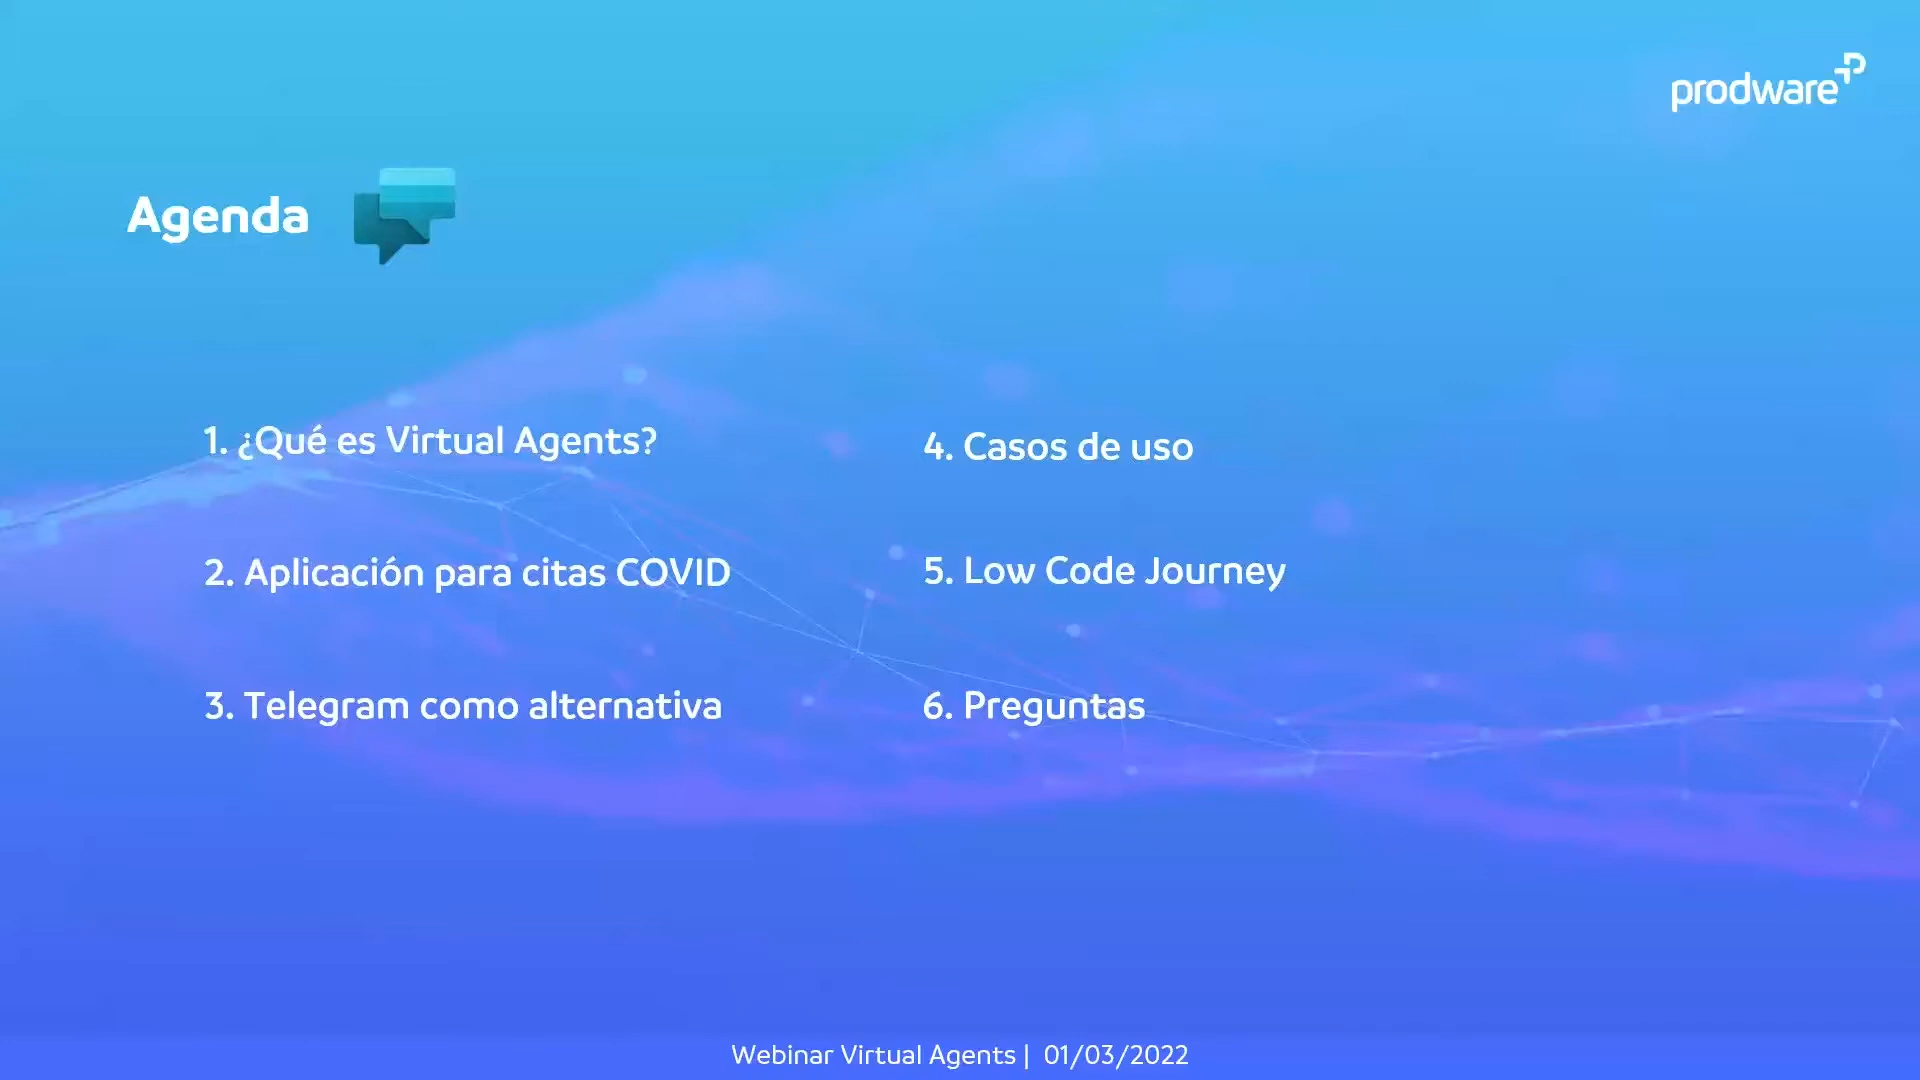 prodware
Agenda
1. ¿Qué es Virtual Agents?
2. Aplicación para citas COVID
3. Telegram como alternativa
4. Casos de uso
5. Low Code Journey
6. Preguntas
Webinar Virtual Agents | 01/03/2022